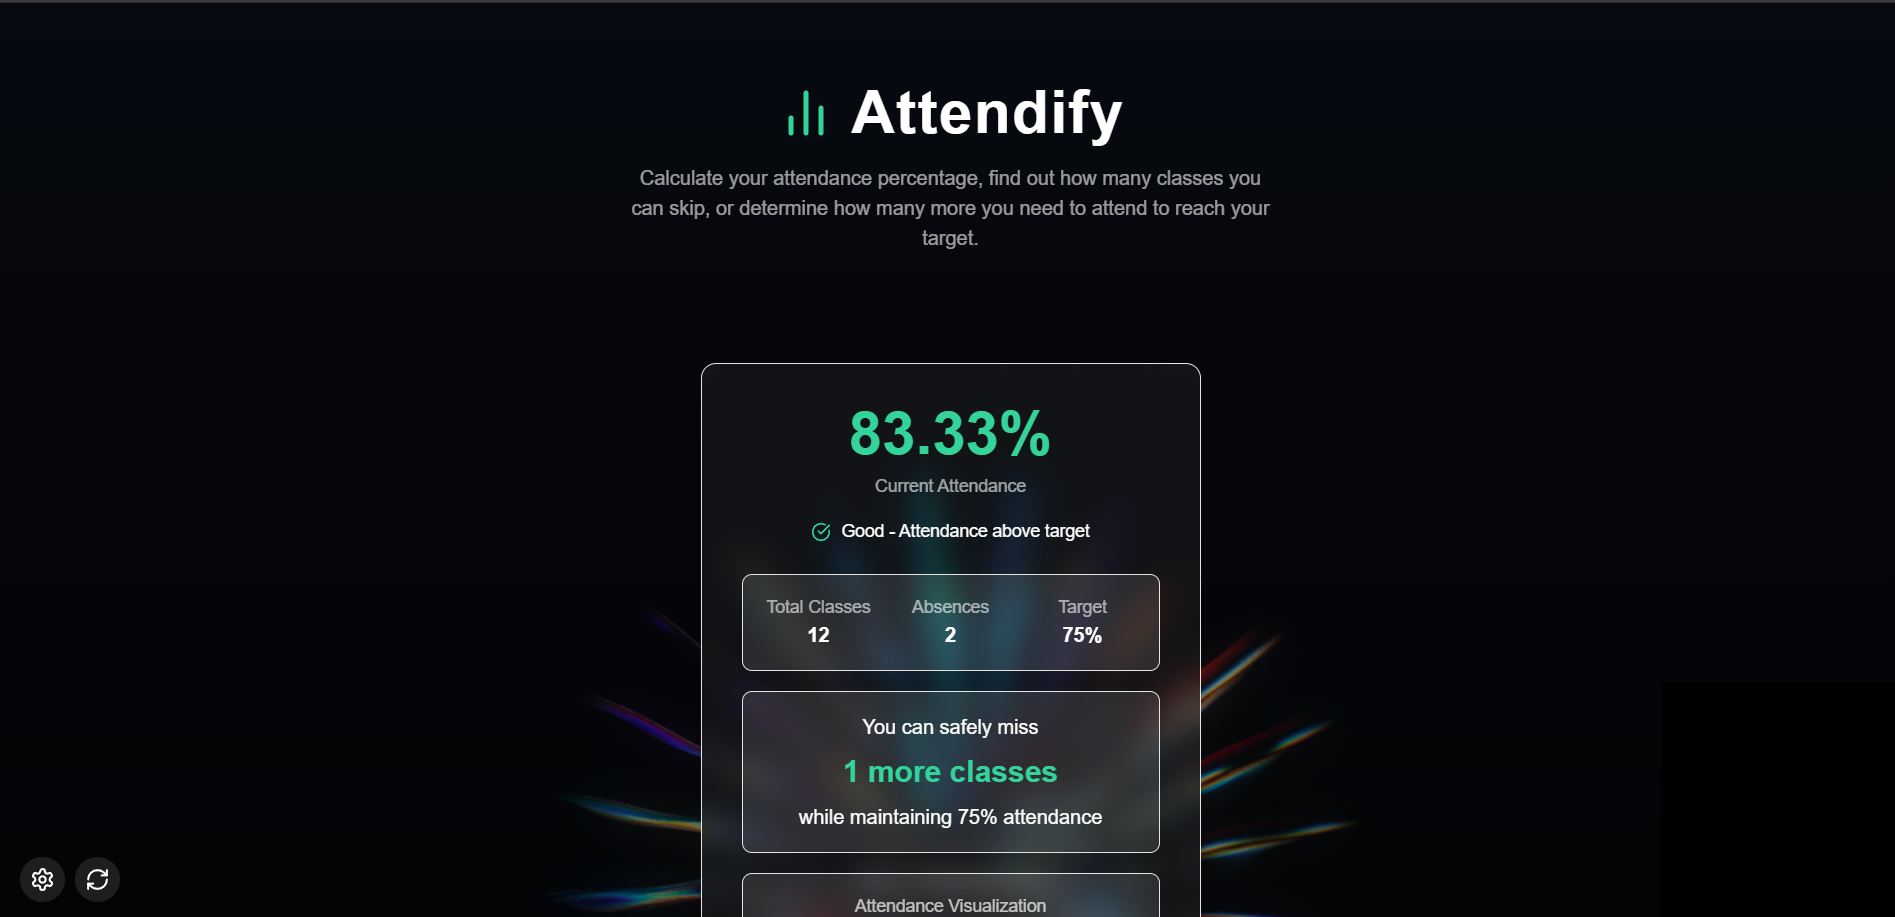 Attendify
Calculate your attendance percentage, find out how many classes you
can skip, or determine how many more you need to attend to reach your
target.
83.33%
Current Attendance
Good - Attendance above target
Total Classes Absences Target
12 2 75%
You can safely miss
1 more classes
while maintaining 75% attendance
Attendance Visualization